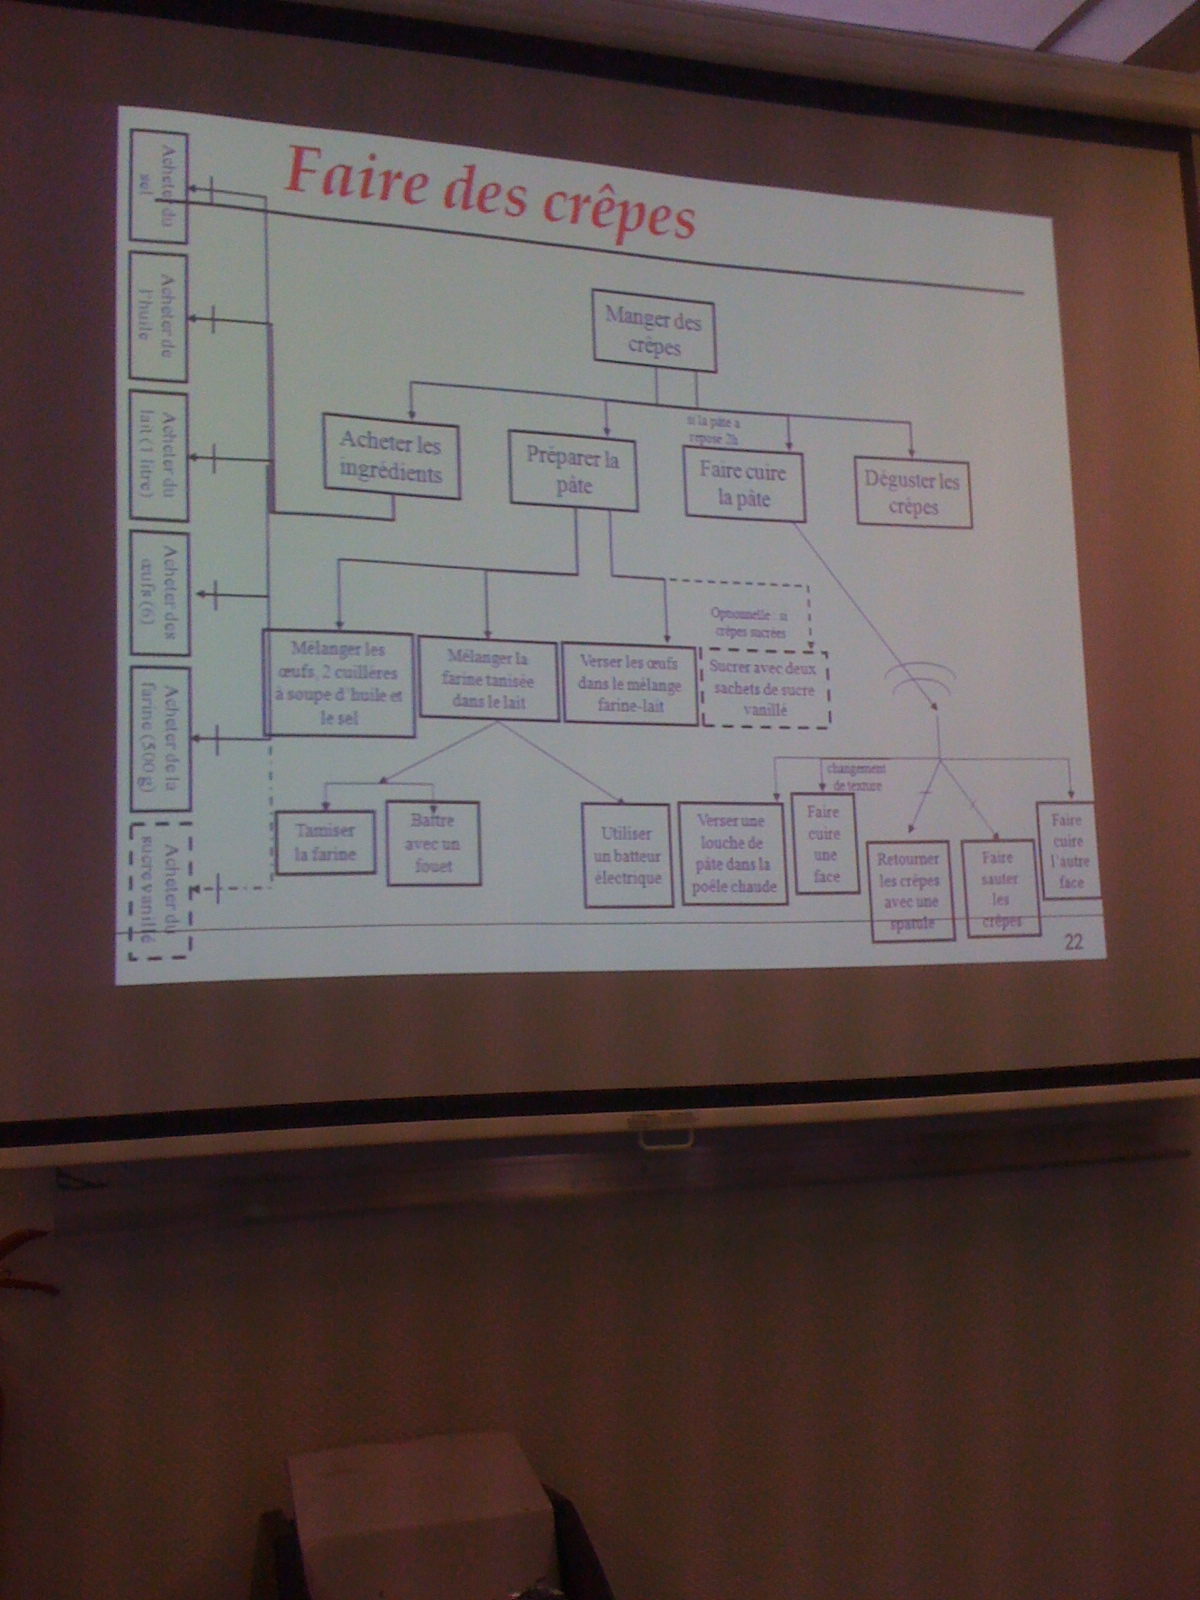 Faire des crêpes
Acheter du
sel
Acheter de
l'huile
Acheter du
lait (1 litre)
Acheter des
œufs (6)
Acheter de la
farine (500 g)
Acheter du
sucre vanillé
Manger des
crêpes
Acheter les
ingrédients
Préparer la
pâte
si la pâte a
reposé 2h
Faire cuire
la pâte
Déguster les
crêpes
Mélanger les
œufs, 2 cuillères
à soupe d'huile et
le sel
Mélanger la
farine tamisée
dans le lait
Verser les œufs
dans le mélange
farine-lait
Optionnelle : si
crêpes sucrées
Sucrer avec deux
sachets de sucre
vanillé
Tamiser
la farine
Battre
avec un
fouet
Utiliser
un batteur
électrique
Verser une
louche de
pâte dans la
poêle chaude
changement
de texture
Faire
cuire
une
face
Retourner
les crêpes
avec une
spatule
Faire
sauter
les
crêpes
Faire
cuire
l'autre
face
22